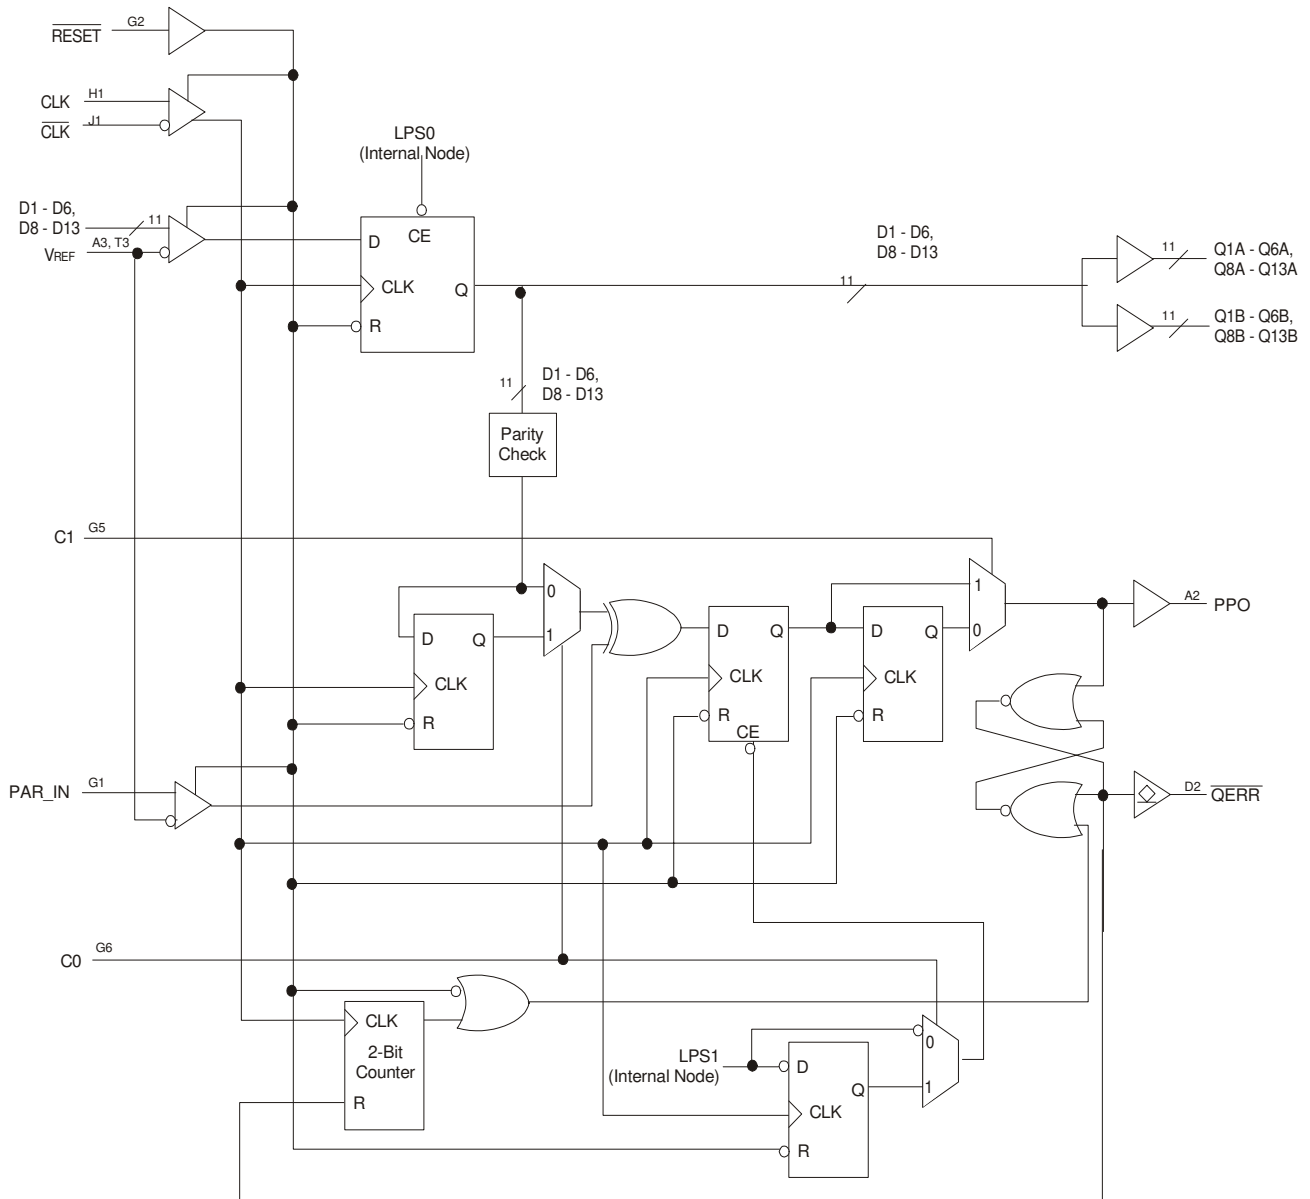 RESET G2
CLK H1
CLK J1
LPS0
(Internal Node)
D1 - D6,
D8 - D13
11
VREF A3, T3
D
CE
CLK
Q
R
D1 - D6,
D8 - D13
11
11
Q1A - Q6A,
Q8A - Q13A
11
Q1B - Q6B,
Q8B - Q13B
11
D1 - D6,
D8 - D13
Parity
Check
C1 G5
0
1
D
Q
CLK
R
D
Q
CLK
R
CE
D
Q
CLK
R
1
0
A2 PPO
PAR_IN G1
D2 QERR
C0 G6
CLK
2-Bit
Counter
R
LPS1
(Internal Node)
D
Q
CLK
R
0
1